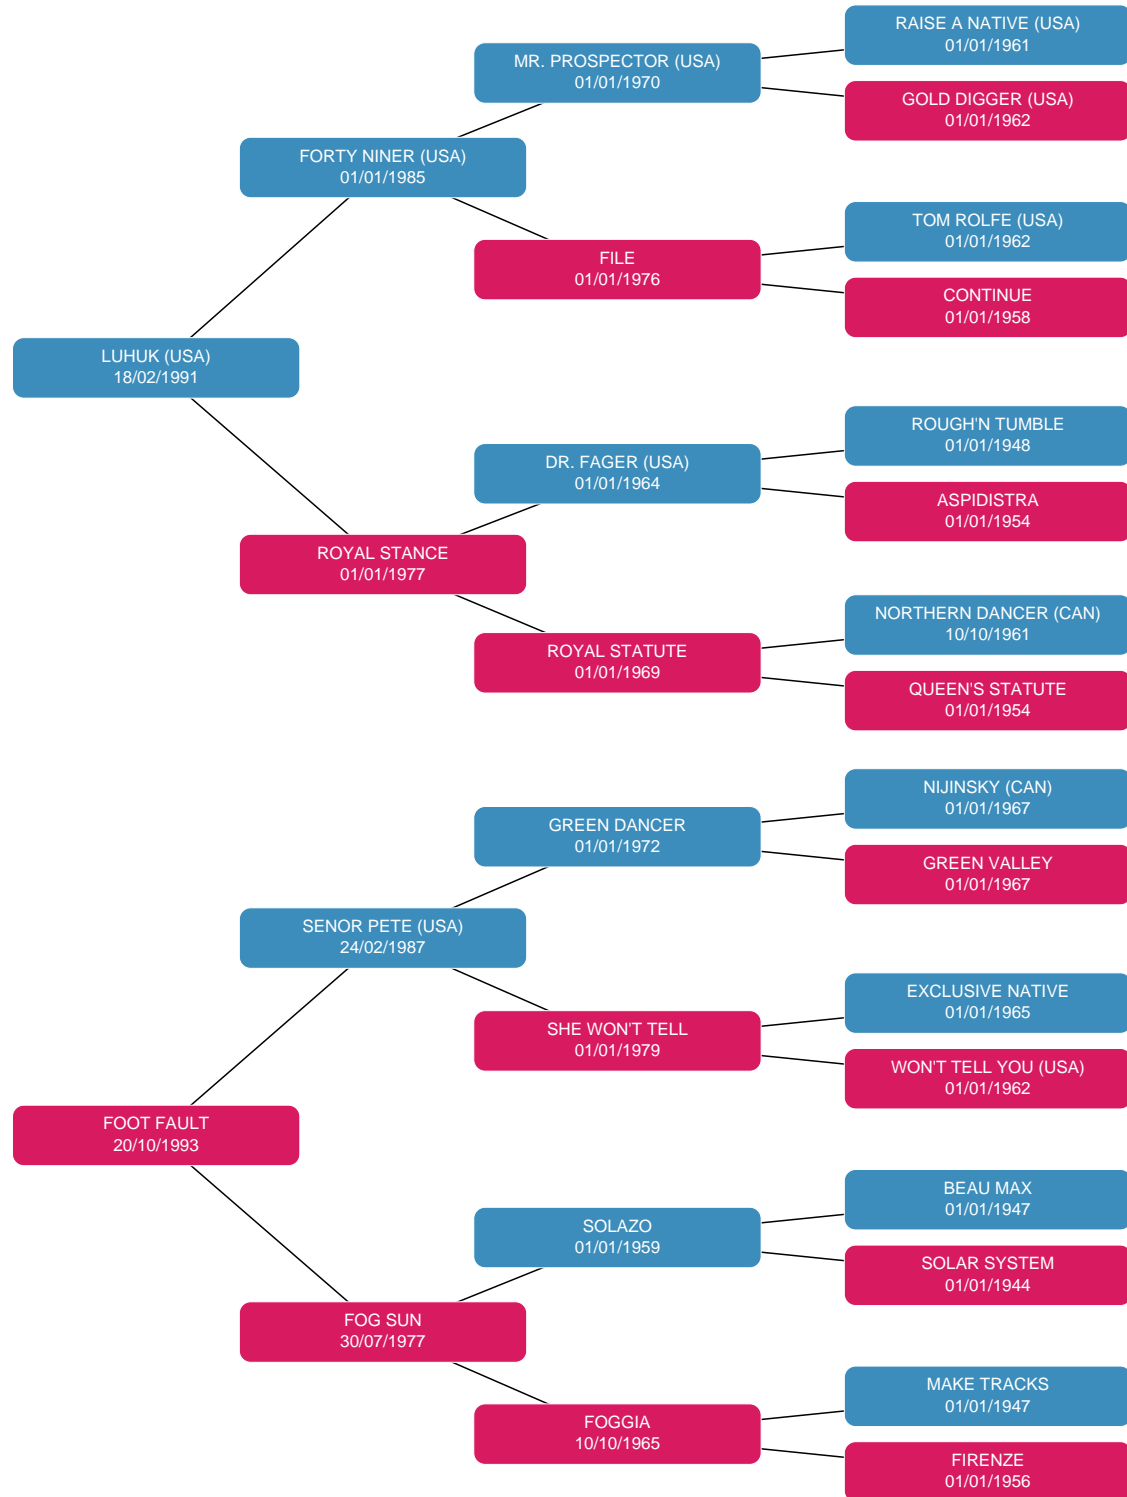 RAISE A NATIVE (USA)
01/01/1961
MR. PROSPECTOR (USA)
01/01/1970
GOLD DIGGER (USA)
01/01/1962
FORTY NINER (USA)
01/01/1985
TOM ROLFE (USA)
01/01/1962
FILE
01/01/1976
CONTINUE
01/01/1958
LUHUK (USA)
18/02/1991
ROUGH'N TUMBLE
01/01/1948
DR. FAGER (USA)
01/01/1964
ASPIDISTRA
01/01/1954
ROYAL STANCE
01/01/1977
NORTHERN DANCER (CAN)
10/10/1961
ROYAL STATUTE
01/01/1969
QUEEN'S STATUTE
01/01/1954
NIJINSKY (CAN)
01/01/1967
GREEN DANCER
01/01/1972
GREEN VALLEY
01/01/1967
SENOR PETE (USA)
24/02/1987
EXCLUSIVE NATIVE
01/01/1965
SHE WON'T TELL
01/01/1979
WON'T TELL YOU (USA)
01/01/1962
FOOT FAULT
20/10/1993
BEAU MAX
01/01/1947
SOLAZO
01/01/1959
SOLAR SYSTEM
01/01/1944
FOG SUN
30/07/1977
MAKE TRACKS
01/01/1947
FOGGIA
10/10/1965
FIRENZE
01/01/1956